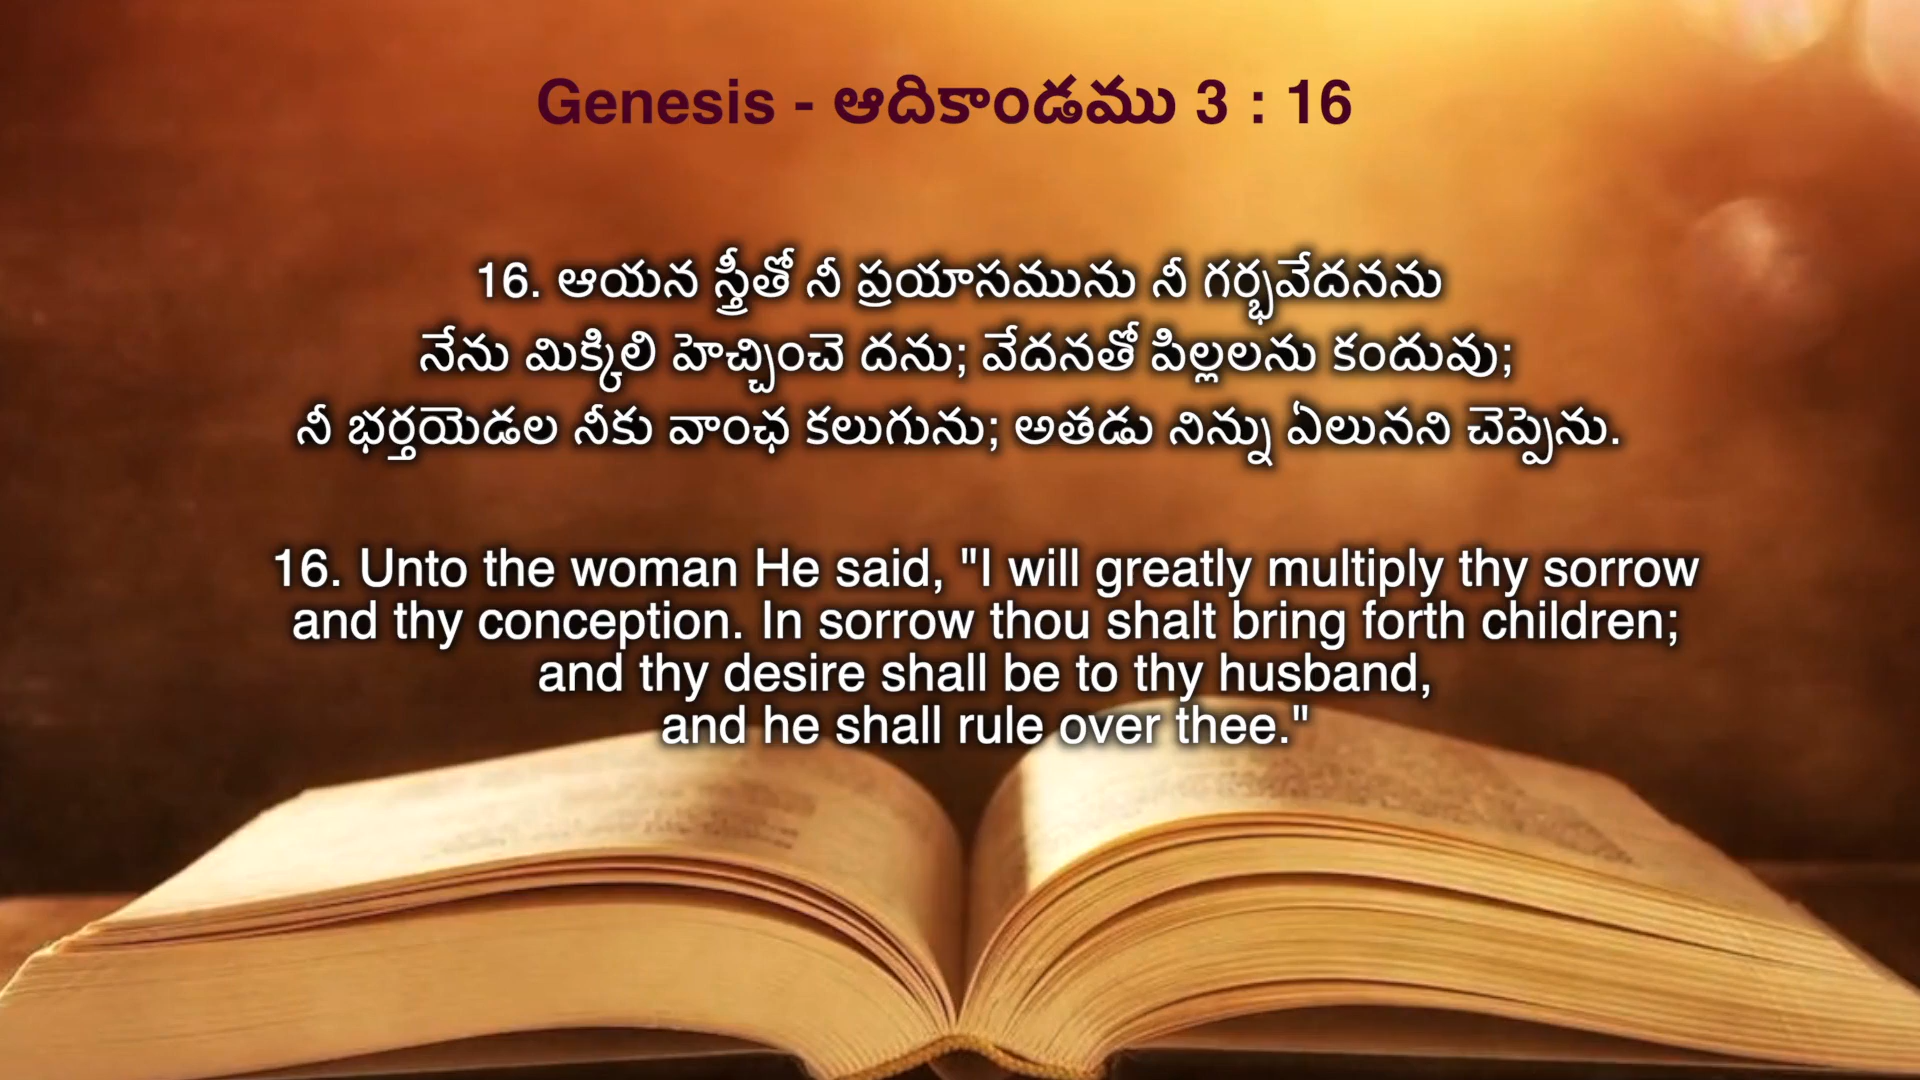 Genesis - ఆదికాండము 3 : 16
16. ఆయన స్త్రీతో నీ ప్రయాసమును నీ గర్భవేదనను
నేను మిక్కిలి హెచ్చించె దను; వేదనతో పిల్లలను కందువు;
నీ భర్తయెడల నీకు వాంఛ కలుగును; అతడు నిన్ను ఏలునని చెప్పెను.
16. Unto the woman He said, "I will greatly multiply thy sorrow
and thy conception. In sorrow thou shalt bring forth children;
and thy desire shall be to thy husband,
and he shall rule over thee."